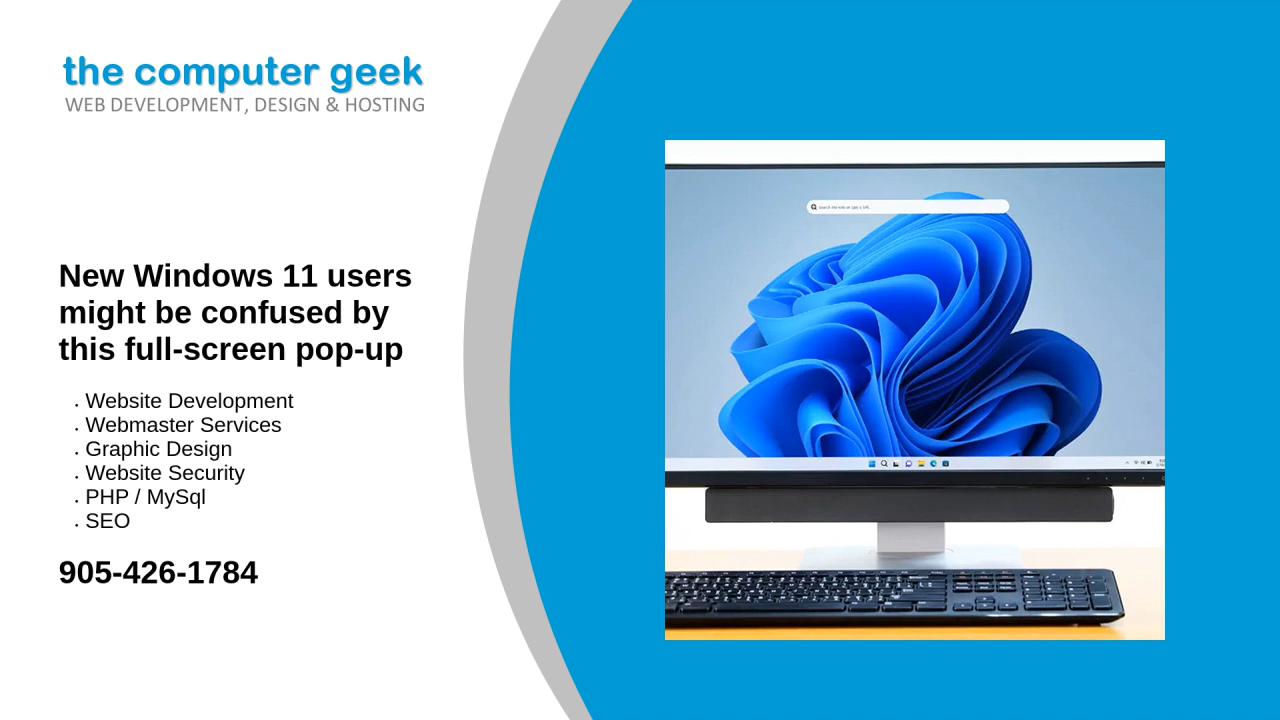 the computer geek
WEB DEVELOPMENT, DESIGN & HOSTING
New Windows 11 users
might be confused by
this full-screen pop-up
• Website Development
• Webmaster Services
• Graphic Design
• Website Security
• PHP / MySql
• SEO
905-426-1784